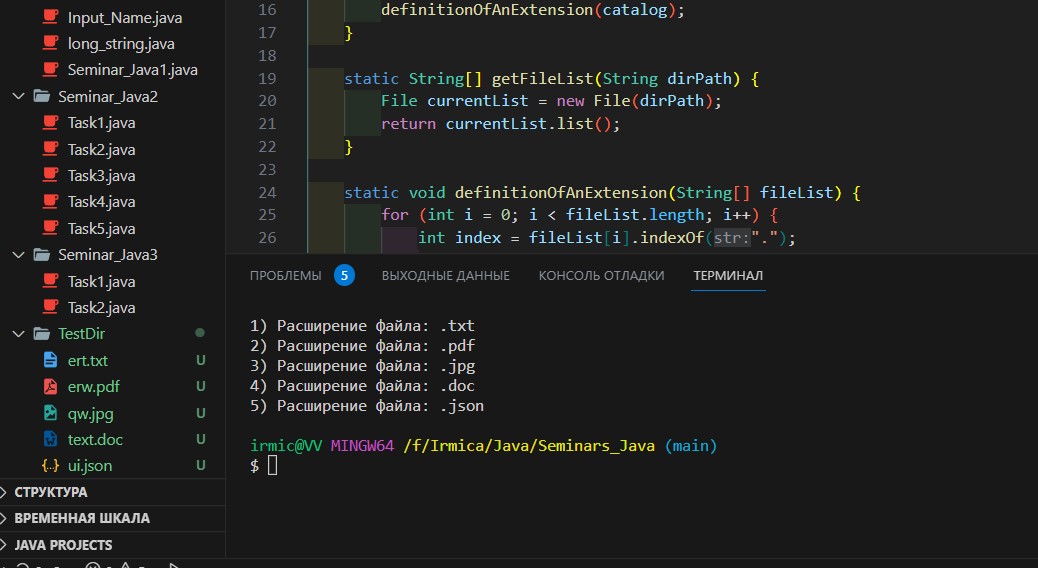 Input_Name.java
long_string.java
Seminar_Java1.java
Seminar_Java2
Task1.java
Task2.java
Task3.java
Task4.java
Task5.java
Seminar_Java3
Task1.java
Task2.java
TestDir
ert.txt U
erw.pdf U
qw.jpg U
text.doc U
ui.json U
СТРУКТУРА
ВРЕМЕННАЯ ШКАЛА
JAVA PROJECTS
16 definitionOfAnExtension(catalog);
17 }
18
19 static String[] getFileList(String dirPath) {
20 File currentList = new File(dirPath);
21 return currentList.list();
22 }
23
24 static void definitionOfAnExtension(String[] fileList) {
25 for (int i = 0; i < fileList.length; i++) {
26 int index = fileList[i].indexOf(str:".");
ПРОБЛЕМЫ 5 ВЫХОДНЫЕ ДАННЫЕ КОНСОЛЬ ОТЛАДКИ ТЕРМИНАЛ
1) Расширение файла: .txt
2) Расширение файла: .pdf
3) Расширение файла: .jpg
4) Расширение файла: .doc
5) Расширение файла: .json
irmic@VV MINGW64 /f/Irmica/Java/Seminars_Java (main)
$